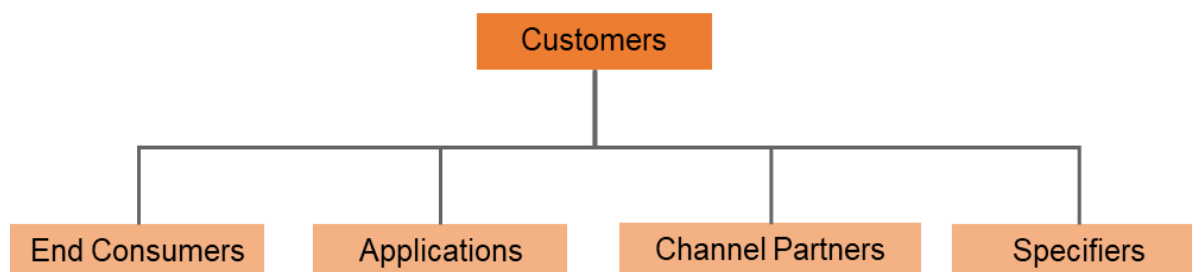 Customers
End Consumers
Applications
Channel Partners
Specifiers